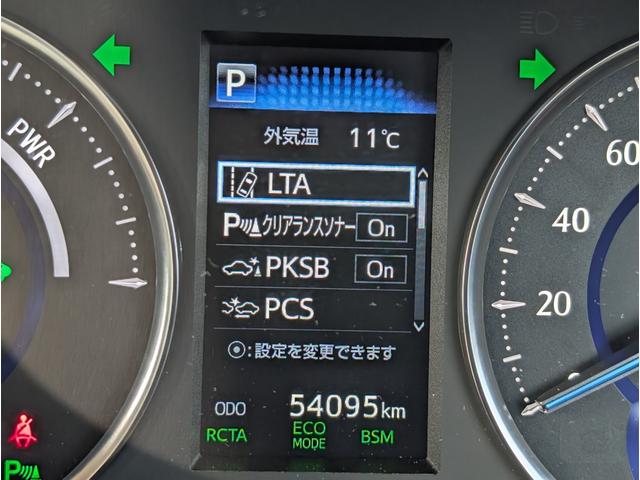 P
外気温 11℃
LTA
Pクリアランスソナー On
PKSB On
PCS
⦿:設定を変更できます
ODO 54095km
RCTA ECO MODE BSM
PWR
60
40
20
P